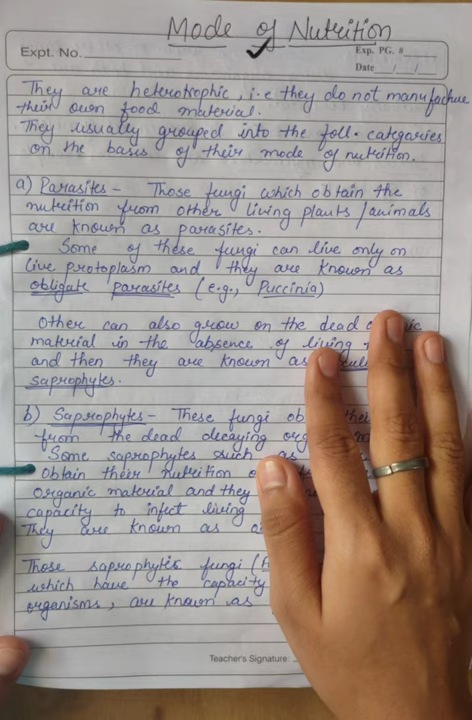 Mode of Nutrition
Expt. No.
Exp. PG. #
Date / /
They are heterotrophic, i.e they do not manufacture
their own food material.
They usually grouped into the foll. categories
on the basis of their mode of nutrition.
a) Parasites - Those fungi which obtain the
nutrition from other living plants/animals
are known as parasites.
Some of these fungi can live only on
live protoplasm and they are known as
obligate parasites (e.g., Puccinia)
Other can also grow on the dead
material in the absence of living
and then they are known as
saprophytes.
b) Saprophytes - These fungi
from the dead decaying
Some saprophytes such as
Obtain their nutrition
organic material and they
capacity to infect living
They are known as
Those saprophytis fungi
which have the capacity
organisms, are known as
Teacher's Signature: